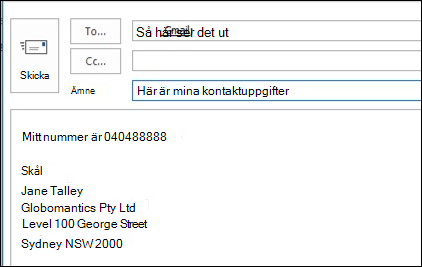 To...
Så här ser det ut
Cc...
Skicka
Ämne
Här är mina kontaktuppgifter
Mitt nummer är 040488888
Skål
Jane Talley
Globomantics Pty Ltd
Level 100 George Street
Sydney NSW 2000